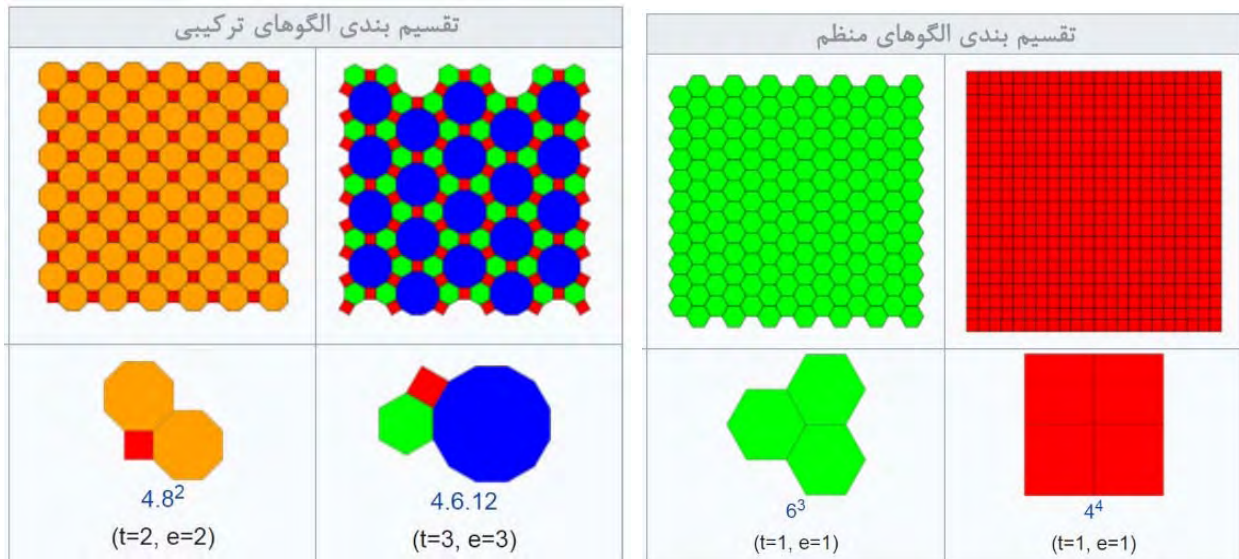 تقسیم بندی الگوهای منظم
6³
(t=1, e=1)
4⁴
(t=1, e=1)
تقسیم بندی الگوهای ترکیبی
4.8²
(t=2, e=2)
4.6.12
(t=3, e=3)